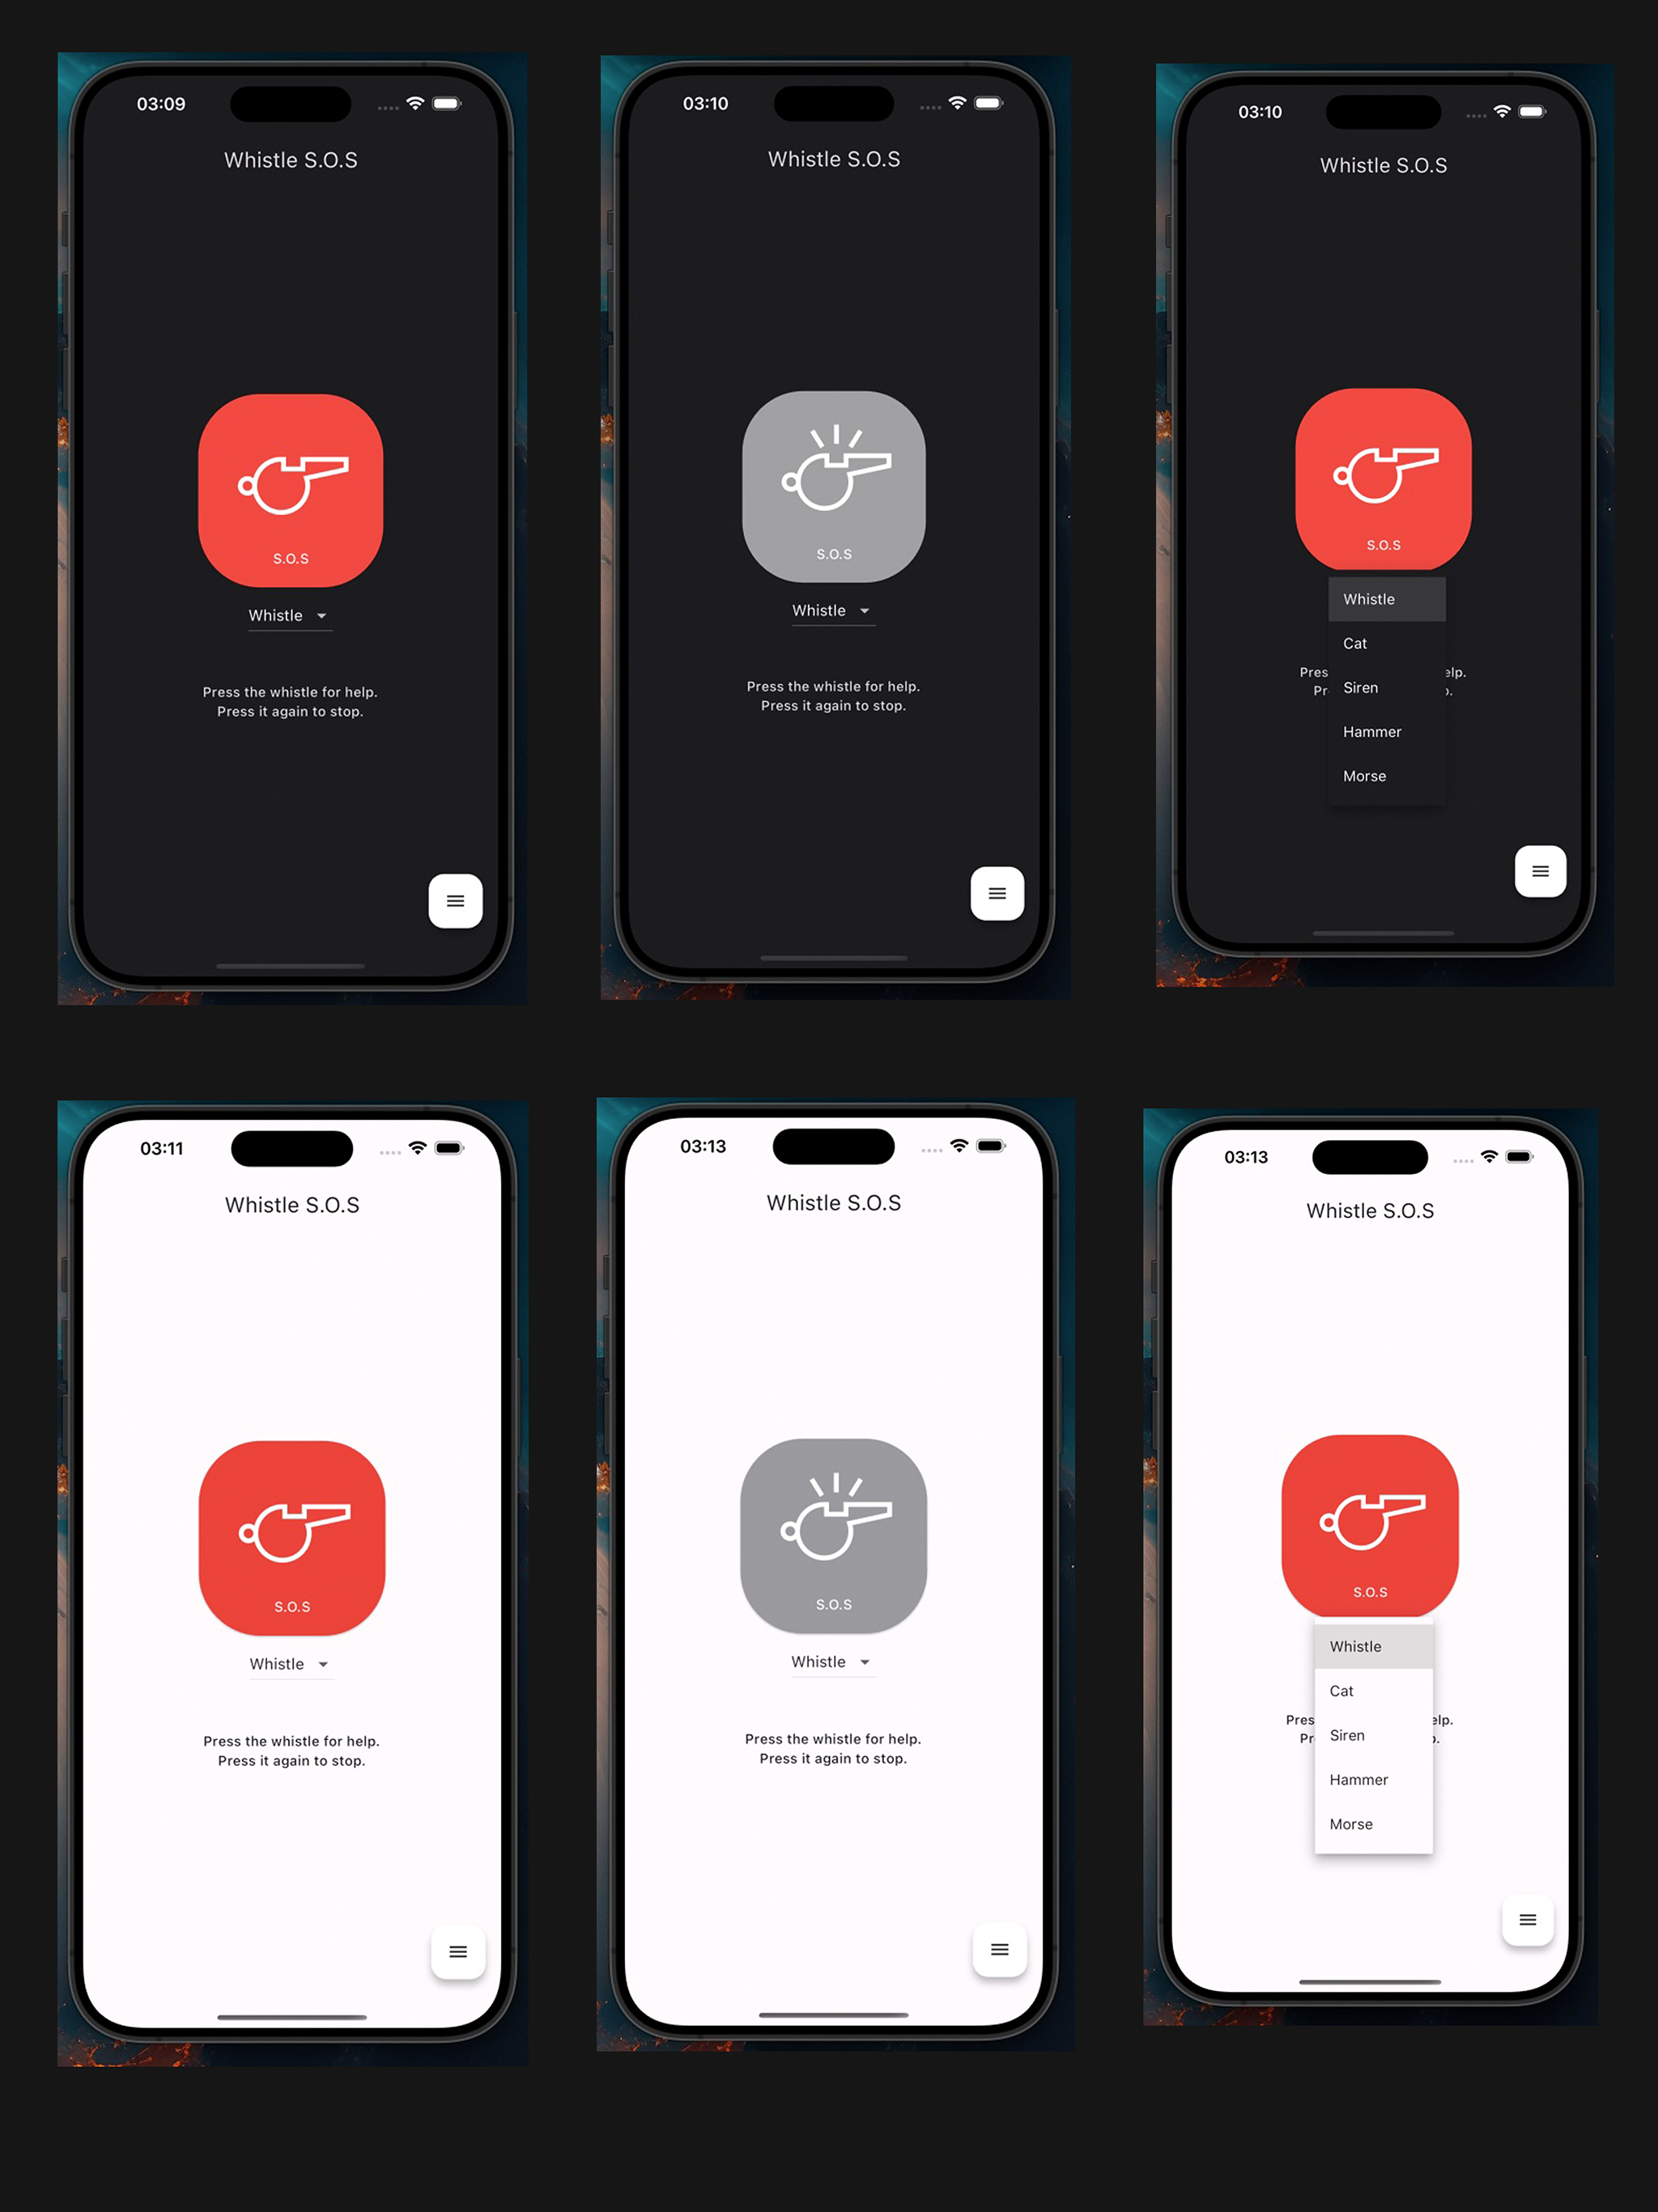 03:09
Whistle S.O.S
S.O.S
Whistle
Press the whistle for help.
Press it again to stop.
03:10
Whistle S.O.S
S.O.S
Whistle
Press the whistle for help.
Press it again to stop.
03:10
Whistle S.O.S
S.O.S
Whistle
Cat
Pres elp.
Pr Siren p.
Hammer
Morse
03:11
Whistle S.O.S
S.O.S
Whistle
Press the whistle for help.
Press it again to stop.
03:13
Whistle S.O.S
S.O.S
Whistle
Press the whistle for help.
Press it again to stop.
03:13
Whistle S.O.S
S.O.S
Whistle
Cat
Pres elp.
Pr Siren p.
Hammer
Morse